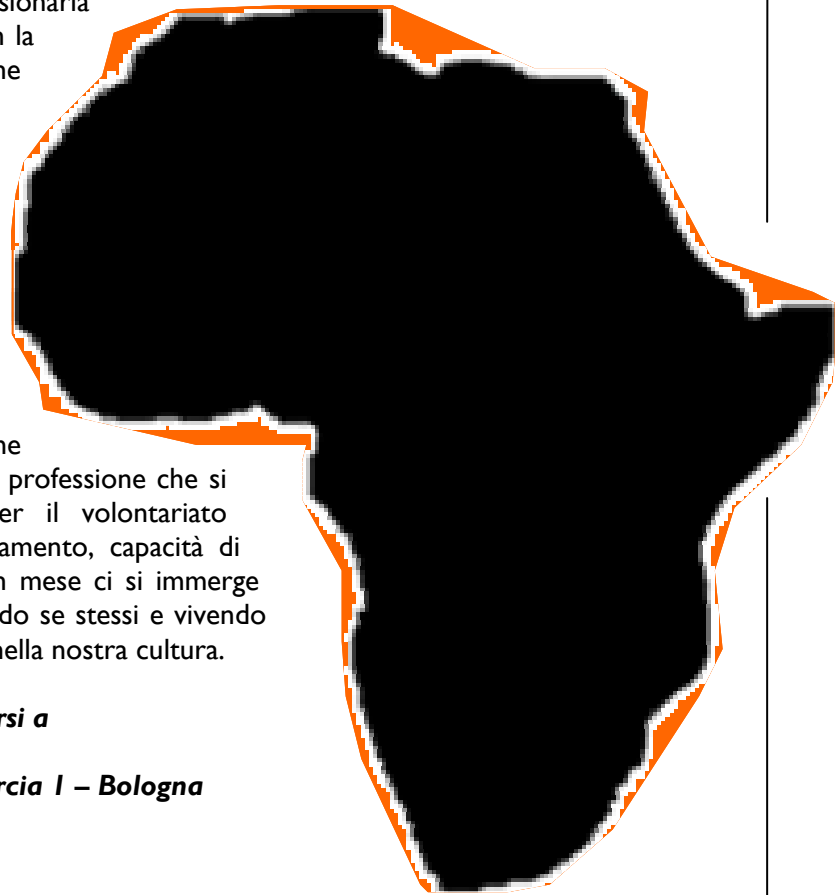 sionaria
la
ne
ne
professione che si
er il volontariato
amento, capacità di
n mese ci si immerge
do se stessi e vivendo
nella nostra cultura.
rsi a
rcia 1 – Bologna